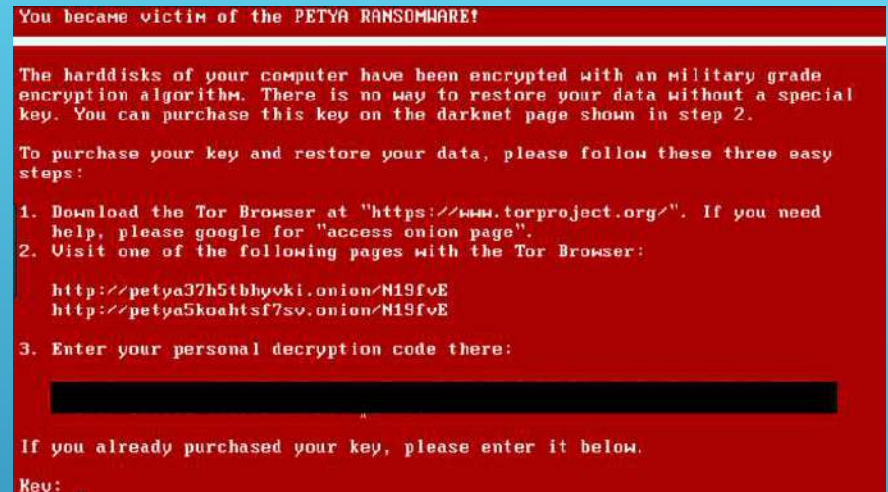 You became victim of the PETYA RANSOMWARE!
The harddisks of your computer have been encrypted with an military grade
encryption algorithm. There is no way to restore your data without a special
key. You can purchase this key on the darknet page shown in step 2.
To purchase your key and restore your data, please follow these three easy
steps:
1. Download the Tor Browser at "https://www.torproject.org/". If you need
help, please google for "access onion page".
2. Visit one of the following pages with the Tor Browser:
http://petya37h5tbhyvki.onion/N19fvE
http://petya5koahtsf7sv.onion/N19fvE
3. Enter your personal decryption code there:
If you already purchased your key, please enter it below.
Key: